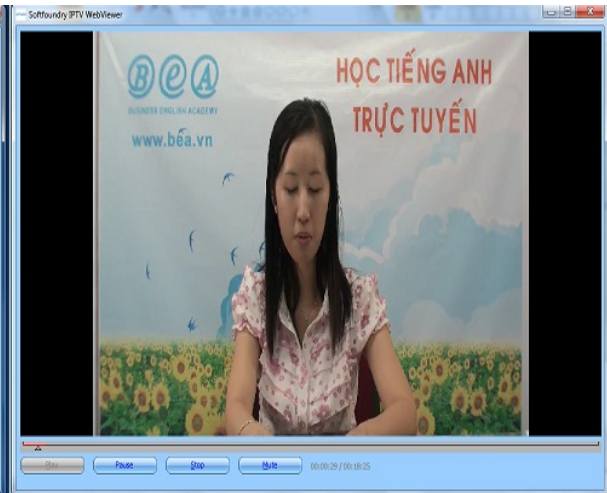 Softfoundry IPTV WebViewer
BeA
BUSINESS ENGLISH ACADEMY
www.bea.vn
HỌC TIẾNG ANH
TRỰC TUYẾN
Play
Pause
Stop
Mute
00:00:29 / 00:18:25